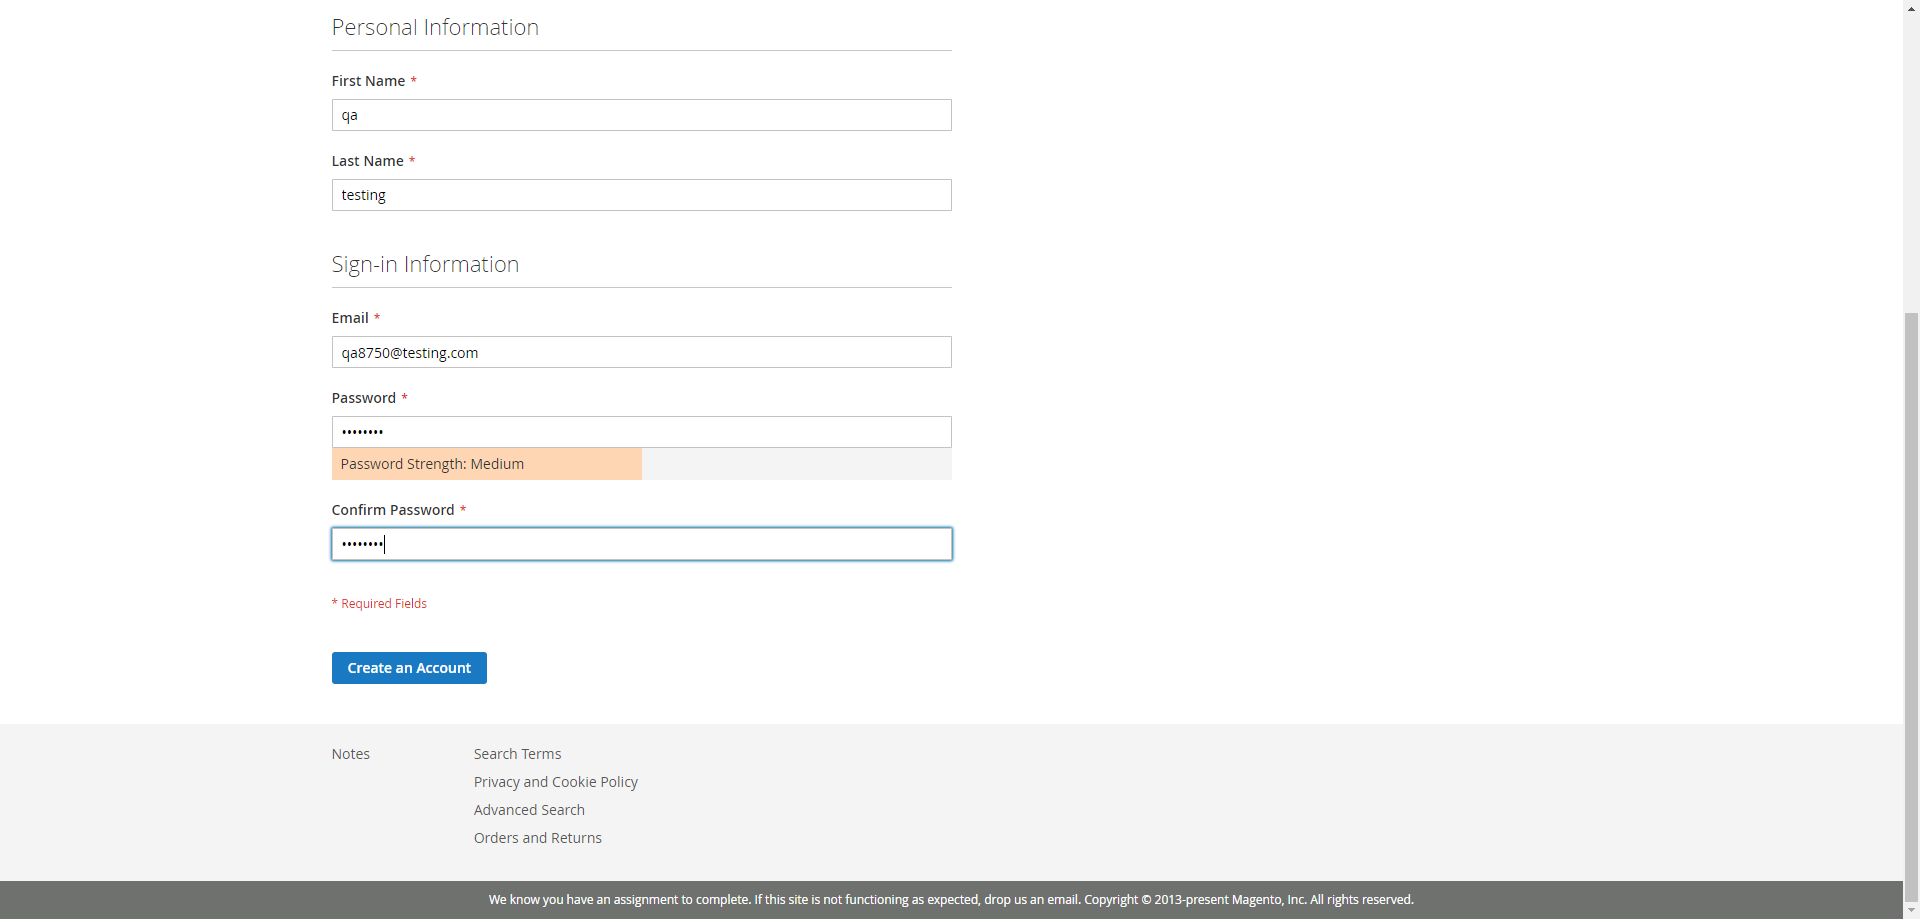 Personal Information
First Name *
qa
Last Name *
testing
Sign-in Information
Email *
qa8750@testing.com
Password *
••••••••
Password Strength: Medium
Confirm Password *
••••••••
* Required Fields
Create an Account
Notes
Search Terms
Privacy and Cookie Policy
Advanced Search
Orders and Returns
We know you have an assignment to complete. If this site is not functioning as expected, drop us an email. Copyright © 2013-present Magento, Inc. All rights reserved.